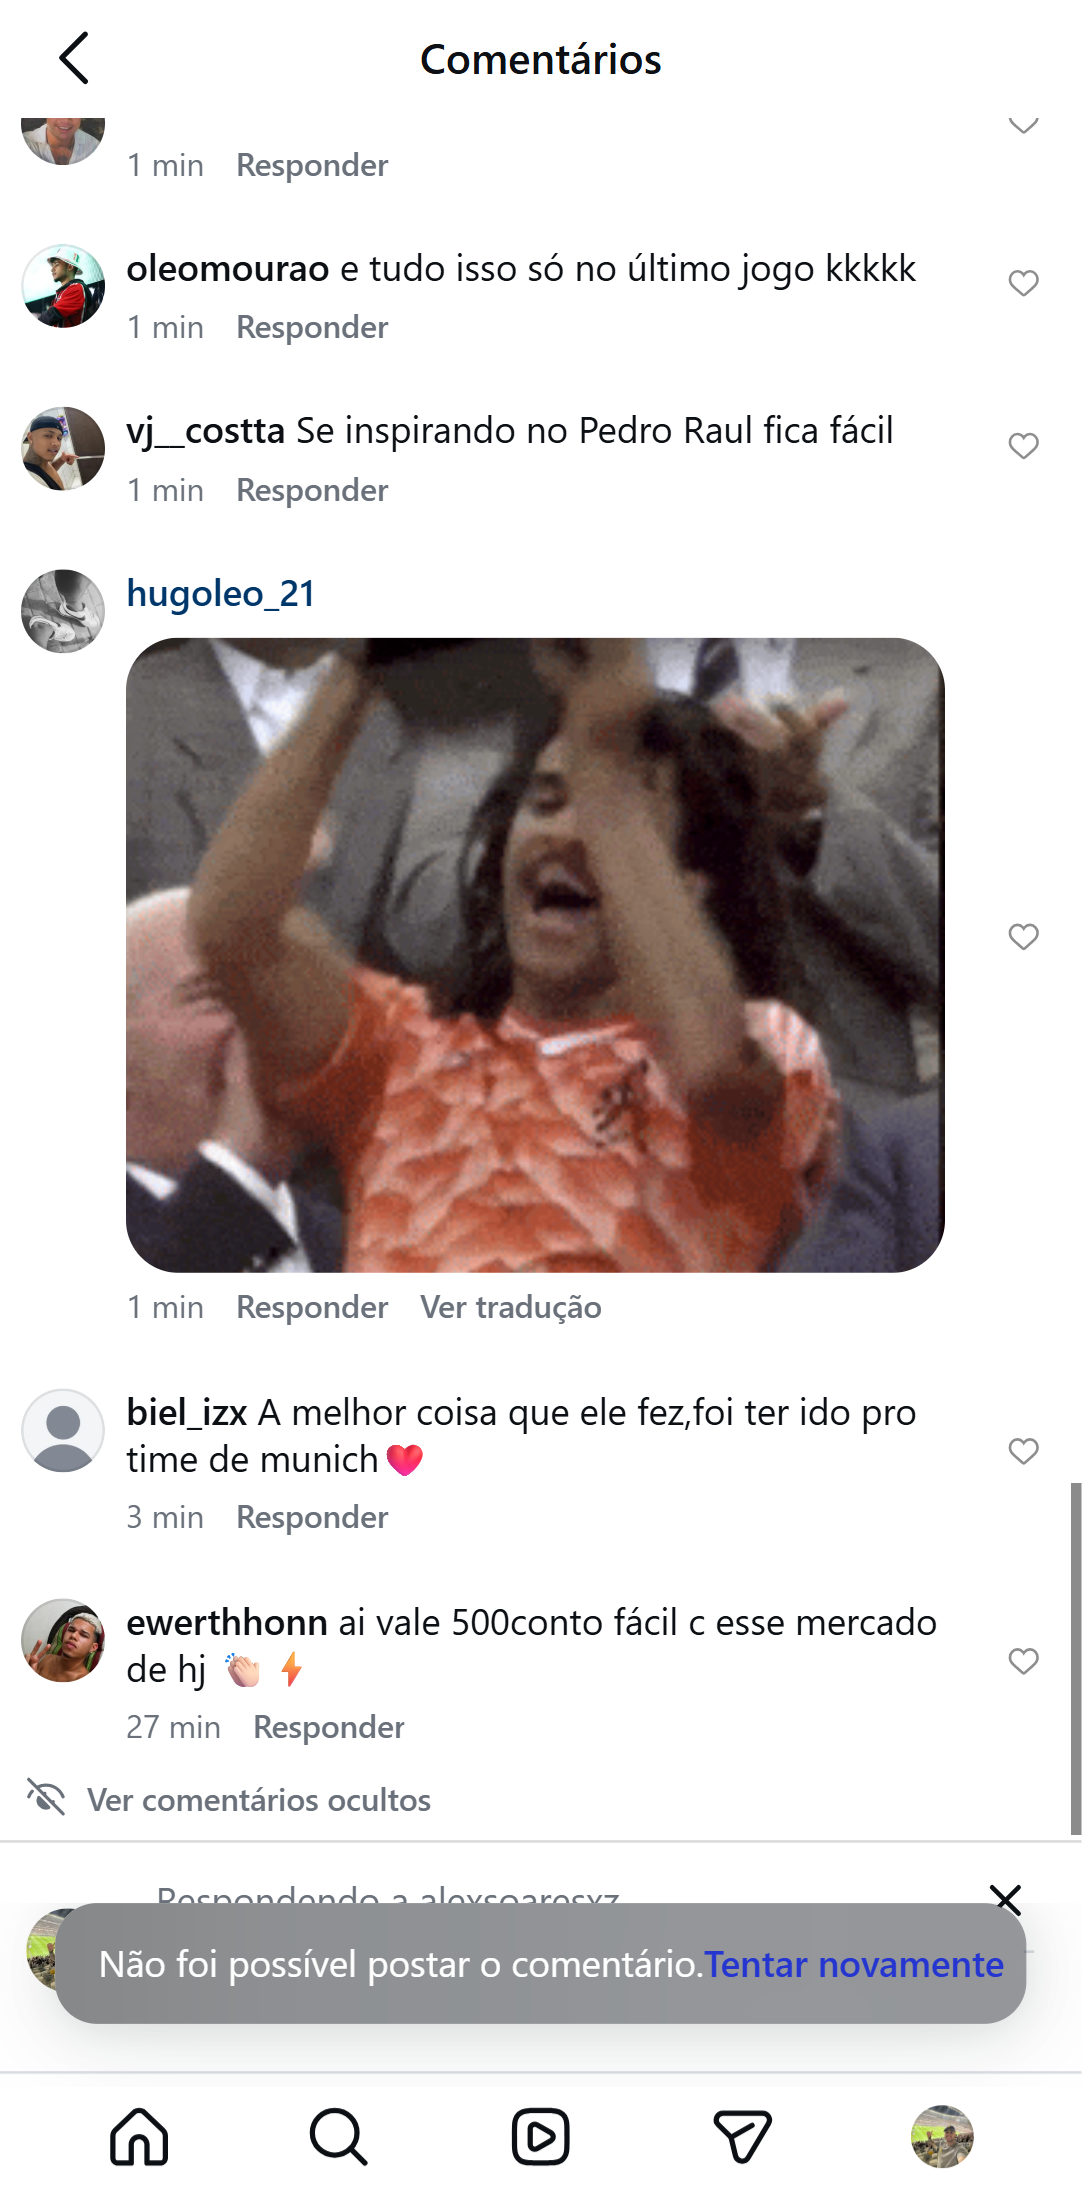 Comentários
1 min Responder
oleomourao e tudo isso só no último jogo kkkkk
1 min Responder
vj__costta Se inspirando no Pedro Raul fica fácil
1 min Responder
hugoleo_21
1 min Responder Ver tradução
biel_izx A melhor coisa que ele fez,foi ter ido pro
time de munich❤️
3 min Responder
ewerthhonn ai vale 500conto fácil c esse mercado
de hj 👏🏻⚡
27 min Responder
Ver comentários ocultos
Respondendo a alexsoaresxz
Não foi possível postar o comentário.Tentar novamente